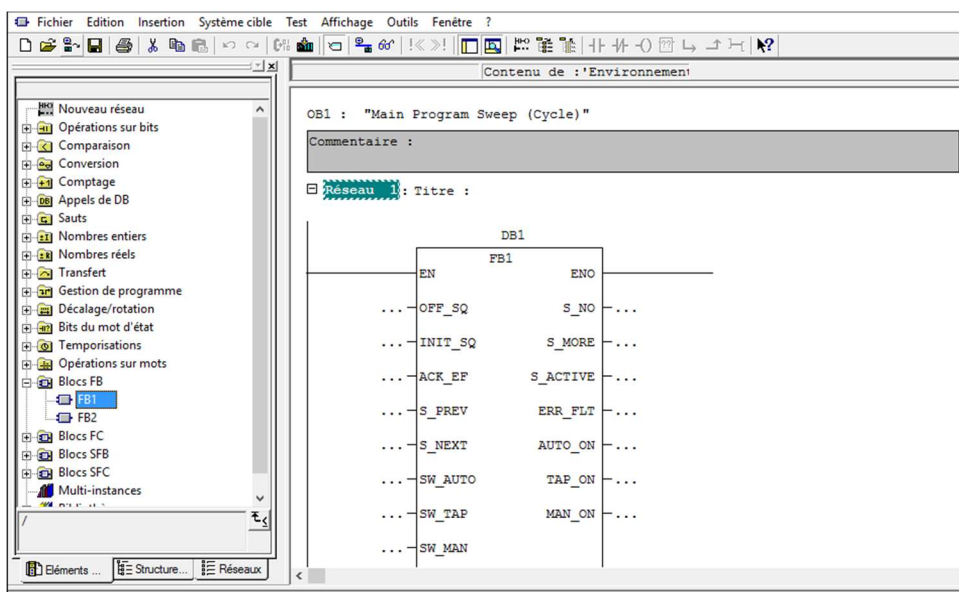 Fichier Edition Insertion Système cible Test Affichage Outils Fenêtre ?
Contenu de :'Environnement
Nouveau réseau
Opérations sur bits
Comparaison
Conversion
Comptage
Appels de DB
Sauts
Nombres entiers
Nombres réels
Transfert
Gestion de programme
Décalage/rotation
Bits du mot d'état
Temporisations
Opérations sur mots
Blocs FB
FB1
FB2
Blocs FC
Blocs SFB
Blocs SFC
Multi-instances
/
Eléments ... Structure... Réseaux
OB1 : "Main Program Sweep (Cycle)"
Commentaire :
Réseau 1: Titre :
DB1
FB1
EN ENO
... OFF_SQ S_NO ...
... INIT_SQ S_MORE ...
... ACK_EF S_ACTIVE ...
... S_PREV ERR_FLT ...
... S_NEXT AUTO_ON ...
... SW_AUTO TAP_ON ...
... SW_TAP MAN_ON ...
... SW_MAN